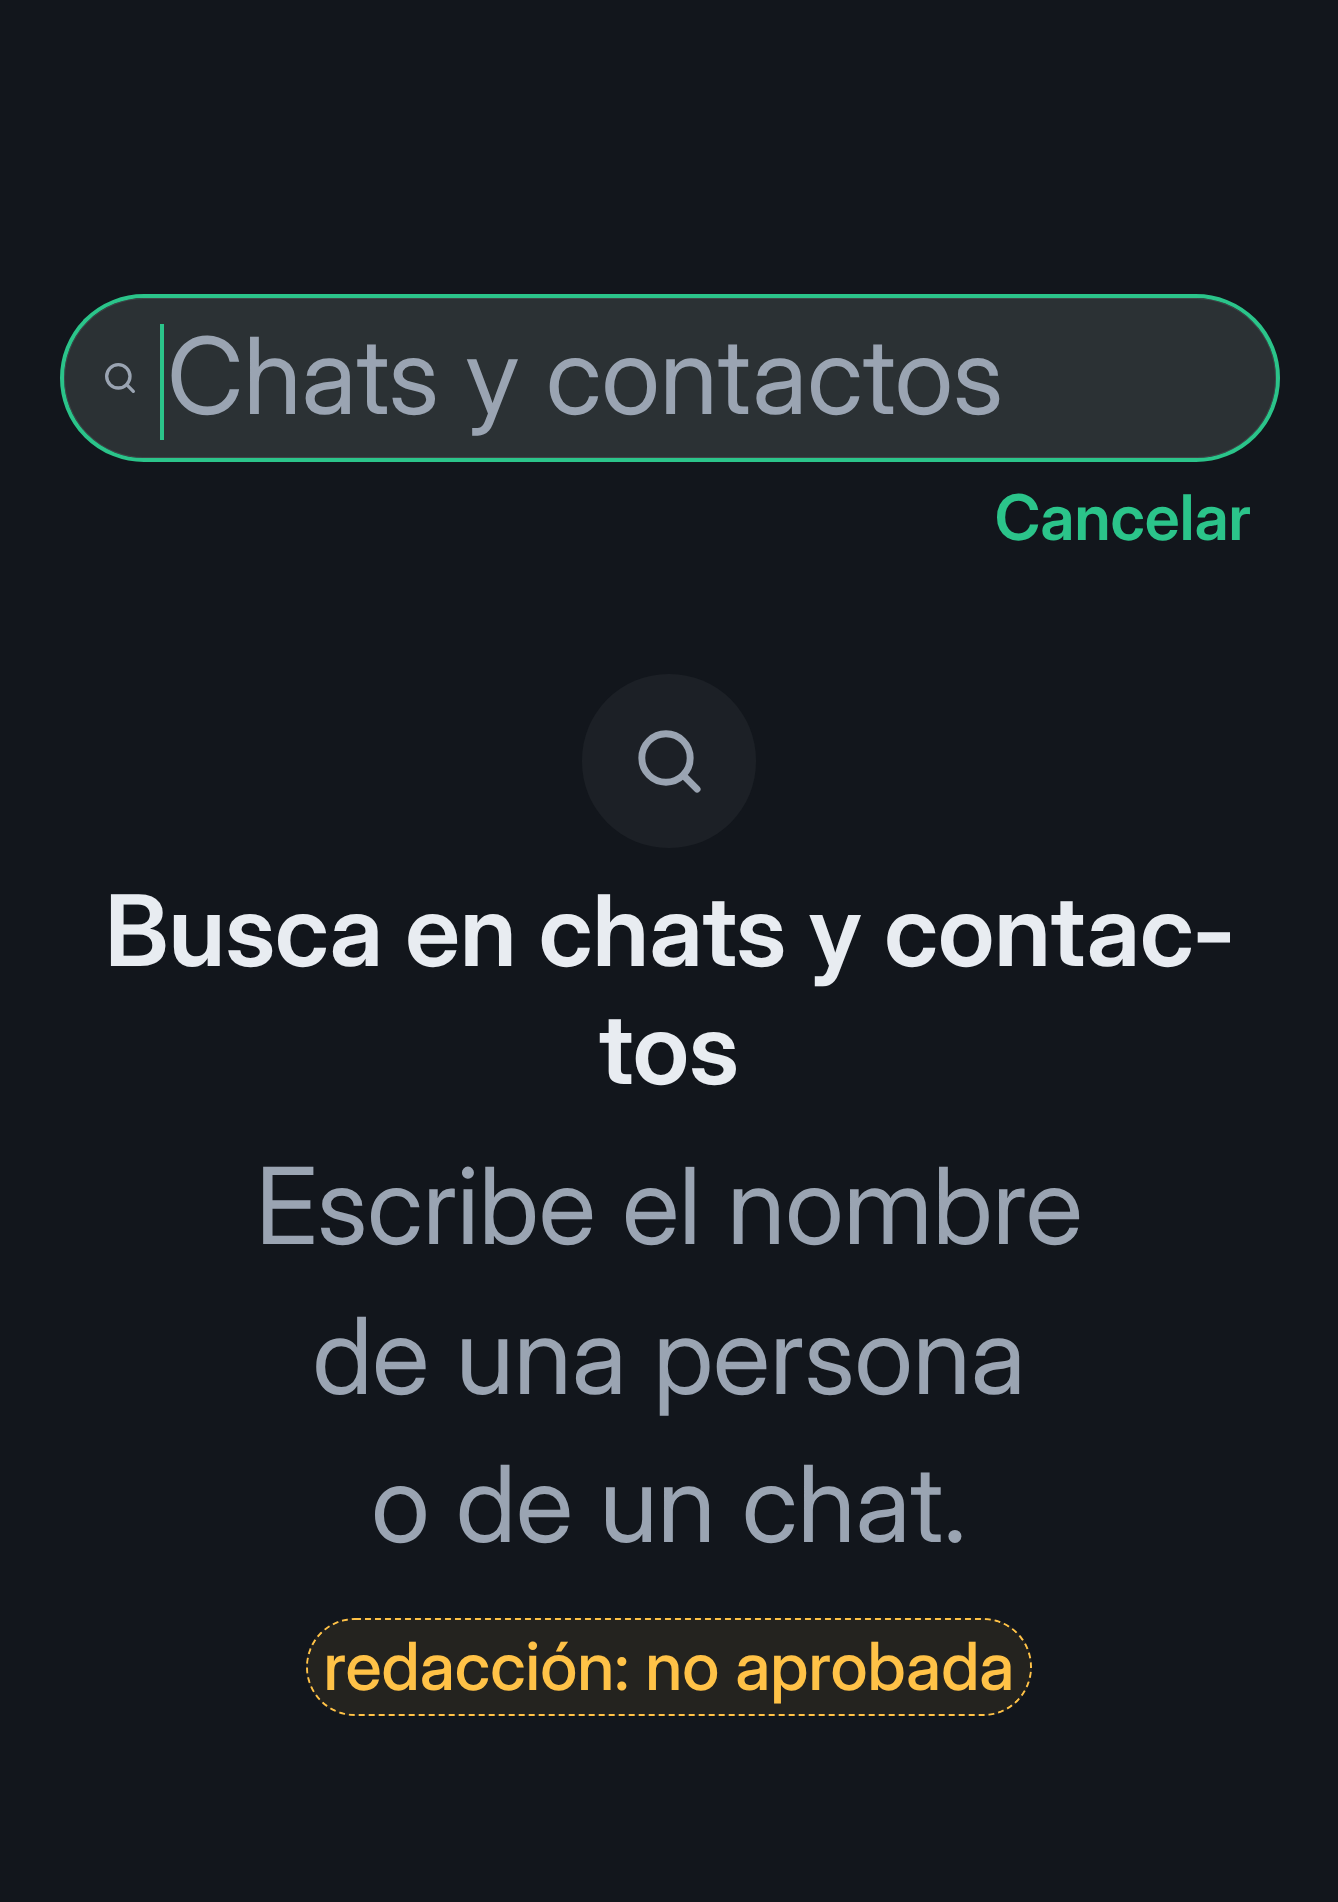 Chats y contactos
Cancelar
Busca en chats y contac-
tos
Escribe el nombre
de una persona
o de un chat.
redacción: no aprobada